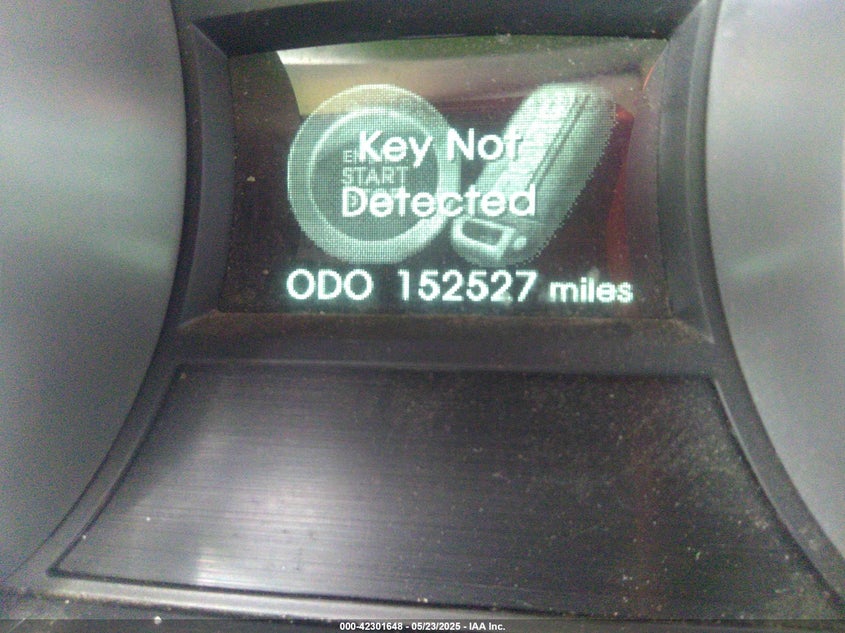 Key Not
START
Detected
ODO 152527 miles
000-42301648 - 05/23/2025 - IAA Inc.